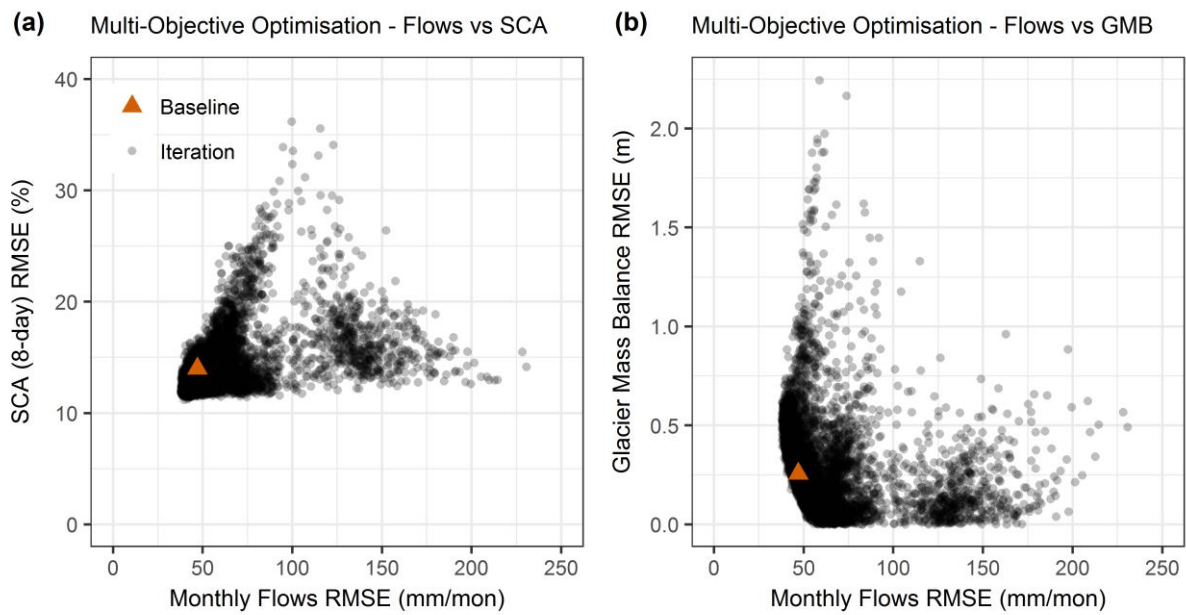 (a) Multi-Objective Optimisation - Flows vs SCA
SCA (8-day) RMSE (%)
40
30
20
10
0
Baseline
Iteration
0 50 100 150 200 250
Monthly Flows RMSE (mm/mon)
(b) Multi-Objective Optimisation - Flows vs GMB
Glacier Mass Balance RMSE (m)
2.0
1.5
1.0
0.5
0.0
0 50 100 150 200 250
Monthly Flows RMSE (mm/mon)